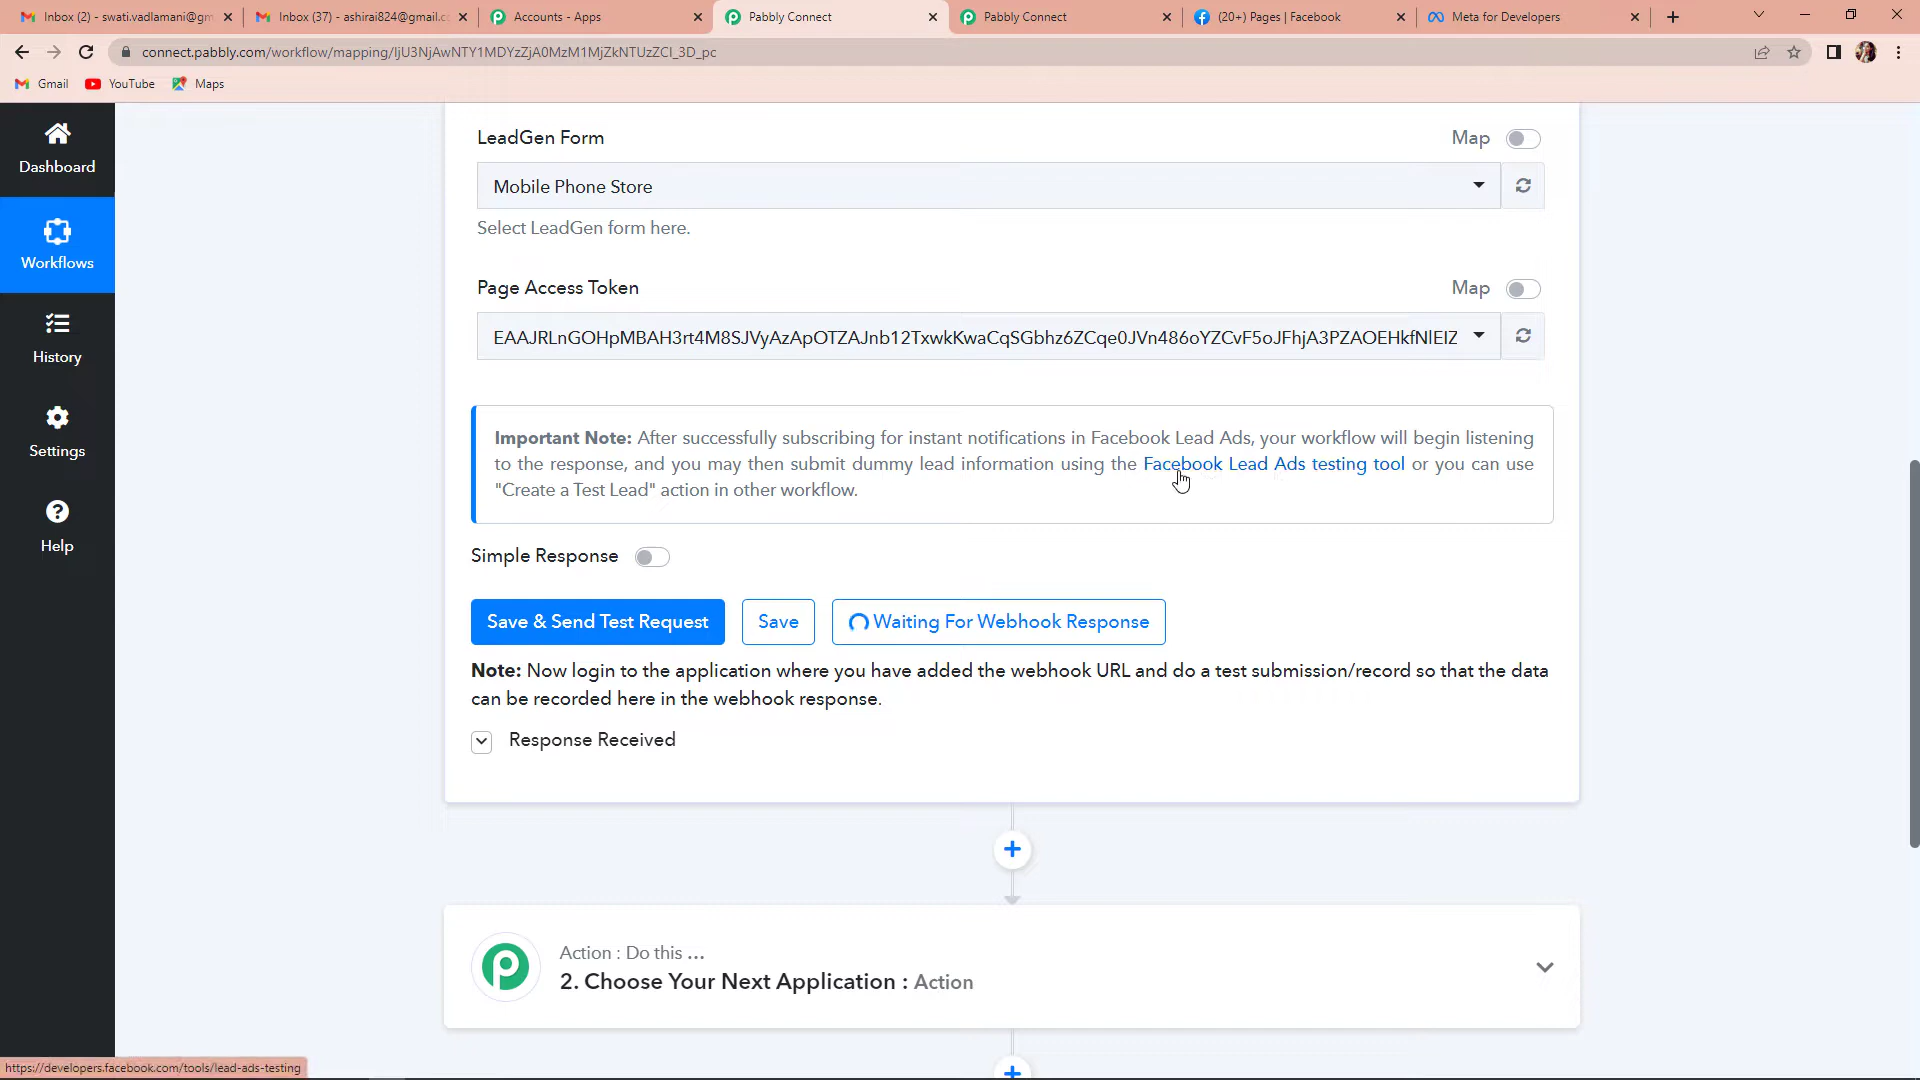 Inbox (2) - swati.vadlamani@gm
Inbox (37) - ashirai824@gmail.c
Accounts - Apps
Pabbly Connect
Pabbly Connect
(20+) Pages | Facebook
Meta for Developers
connect.pabbly.com/workflow/mapping/IjU3NjAwNTY1MDYzZjA0MzM1MjZkNTUzZCI_3D_pc
Gmail
YouTube
Maps
Dashboard
Workflows
History
Settings
Help
LeadGen Form
Map
Mobile Phone Store
Select LeadGen form here.
Page Access Token
Map
EAAJRLnGOHpMBAH3rt4M8SJVyAzApOTZAJnb12TxwkKwaCqSGbhz6ZCqe0JVn486oYZCvF5oJFhjA3PZAOEHkfNlEIZ
Important Note: After successfully subscribing for instant notifications in Facebook Lead Ads, your workflow will begin listening
to the response, and you may then submit dummy lead information using the Facebook Lead Ads testing tool or you can use
"Create a Test Lead" action in other workflow.
Simple Response
Save & Send Test Request
Save
Waiting For Webhook Response
Note: Now login to the application where you have added the webhook URL and do a test submission/record so that the data
can be recorded here in the webhook response.
Response Received
Action : Do this ...
2. Choose Your Next Application : Action
https://developers.facebook.com/tools/lead-ads-testing